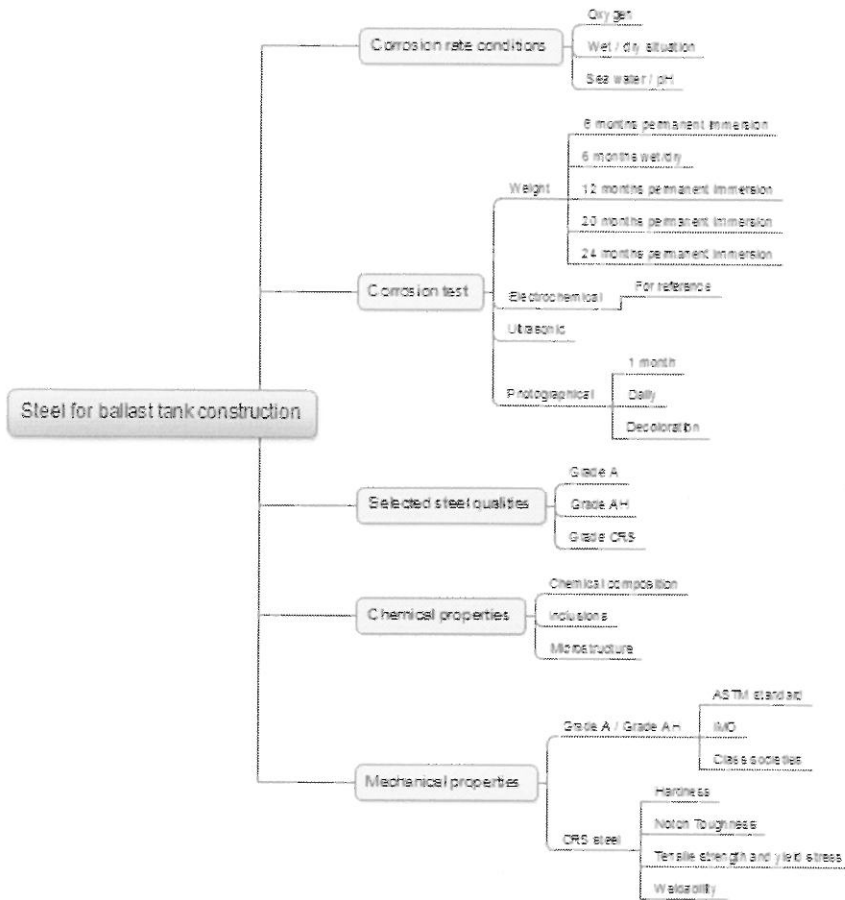 Oxygen
Corrosion rate conditions
Wet / dry situation
Sea water / pH
6 months permanent immersion
6 months wet/dry
Weight
12 months permanent immersion
20 months permanent immersion
24 months permanent immersion
Corrosion test
Electrochemical
For reference
Ultrasonic
1 month
Photographical
Daily
Decoloration
Steel for ballast tank construction
Grade A
Selected steel qualities
Grade AH
Grade CRS
Chemical composition
Chemical properties
Inclusions
Microstructure
ASTM standard
Grade A / Grade AH
IMO
Class societies
Mechanical properties
Hardness
Notch Toughness
CRS steel
Tensile strength and yield stress
Weldability